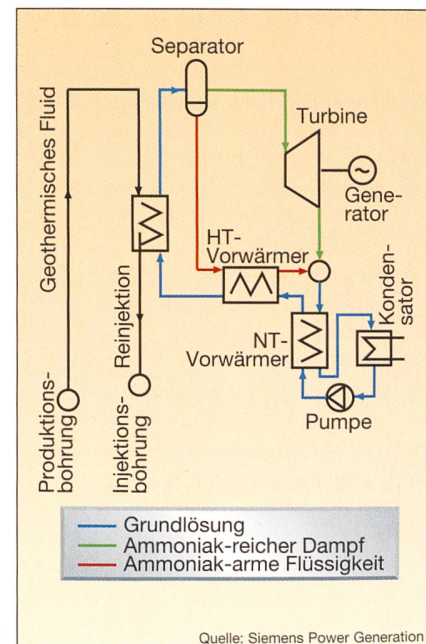 Separator
Geothermisches Fluid
Turbine
Gene-
rator
HT-
Vorwärmer
Konden-
sator
Reinjektion
NT-
Vorwärmer
Pumpe
Produktions-
bohrung
Injektions-
bohrung
Grundlösung
Ammoniak-reicher Dampf
Ammoniak-arme Flüssigkeit
Quelle: Siemens Power Generation